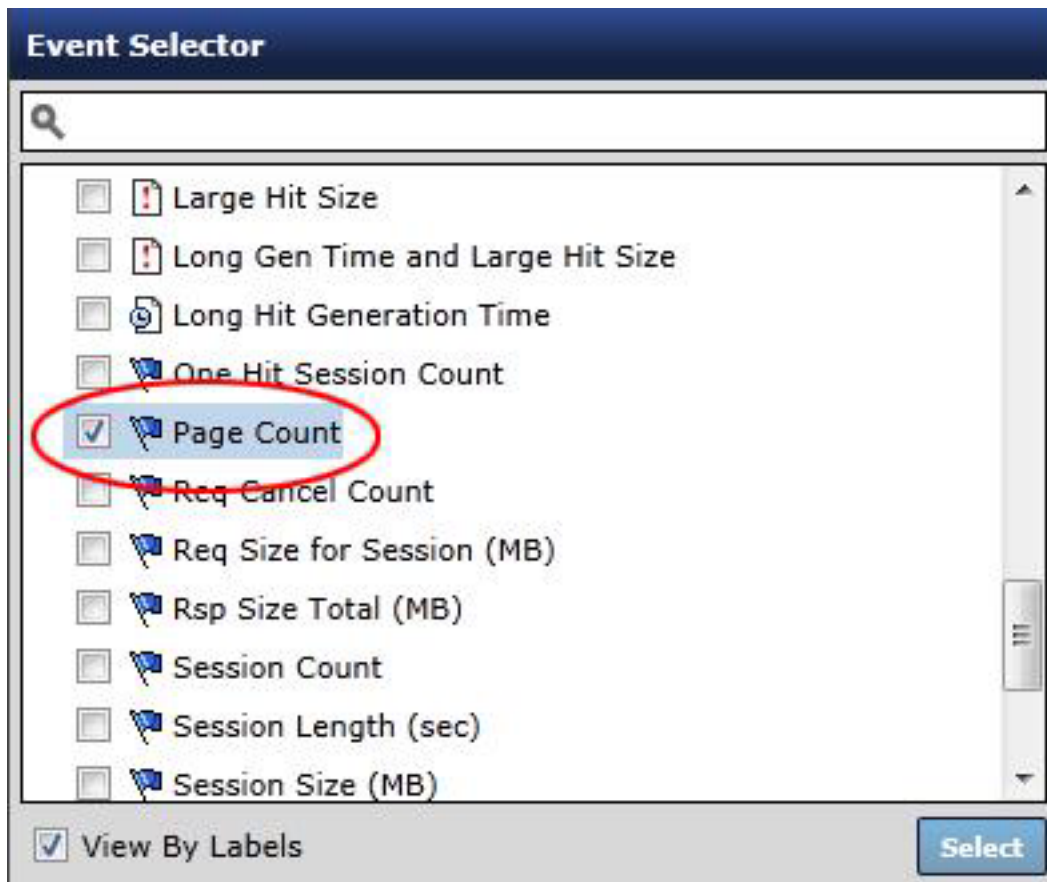 Event Selector
Large Hit Size
Long Gen Time and Large Hit Size
Long Hit Generation Time
One Hit Session Count
Page Count
Req Cancel Count
Req Size for Session (MB)
Rsp Size Total (MB)
Session Count
Session Length (sec)
Session Size (MB)
View By Labels
Select